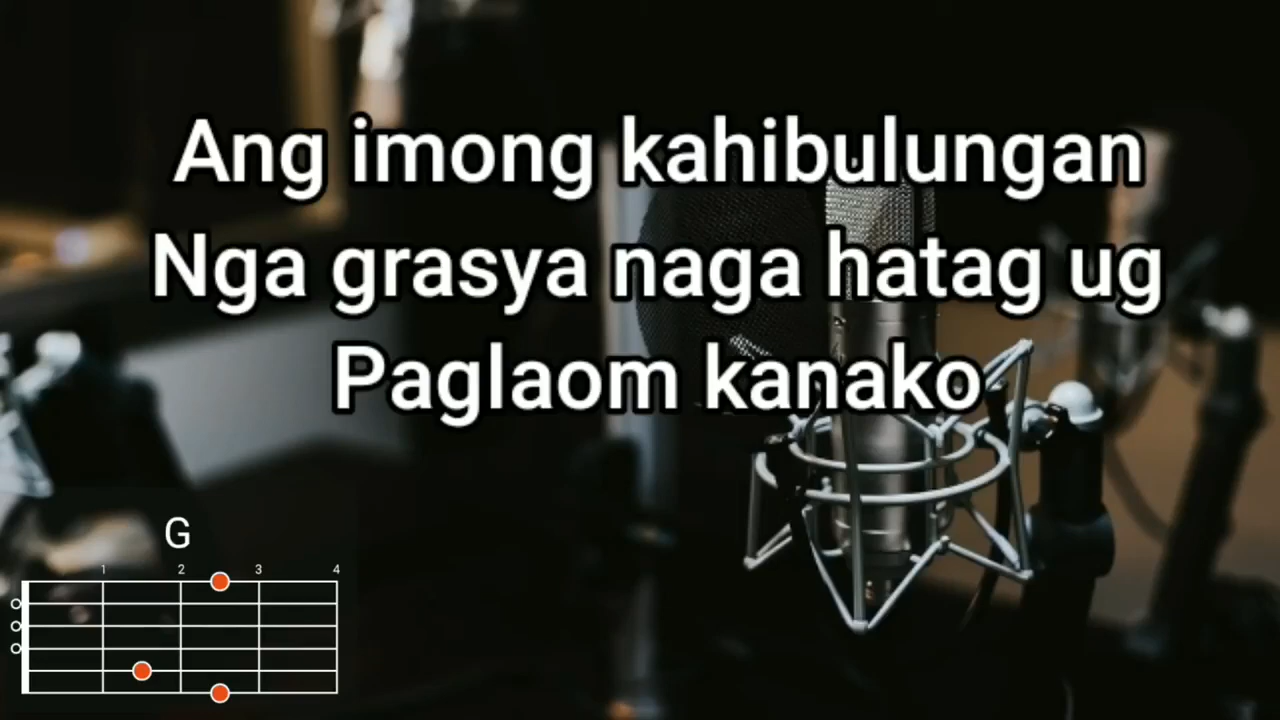 Ang imong kahibulungan
Nga grasya naga hatag ug
Paglaom kanako
G
1 2 3 4